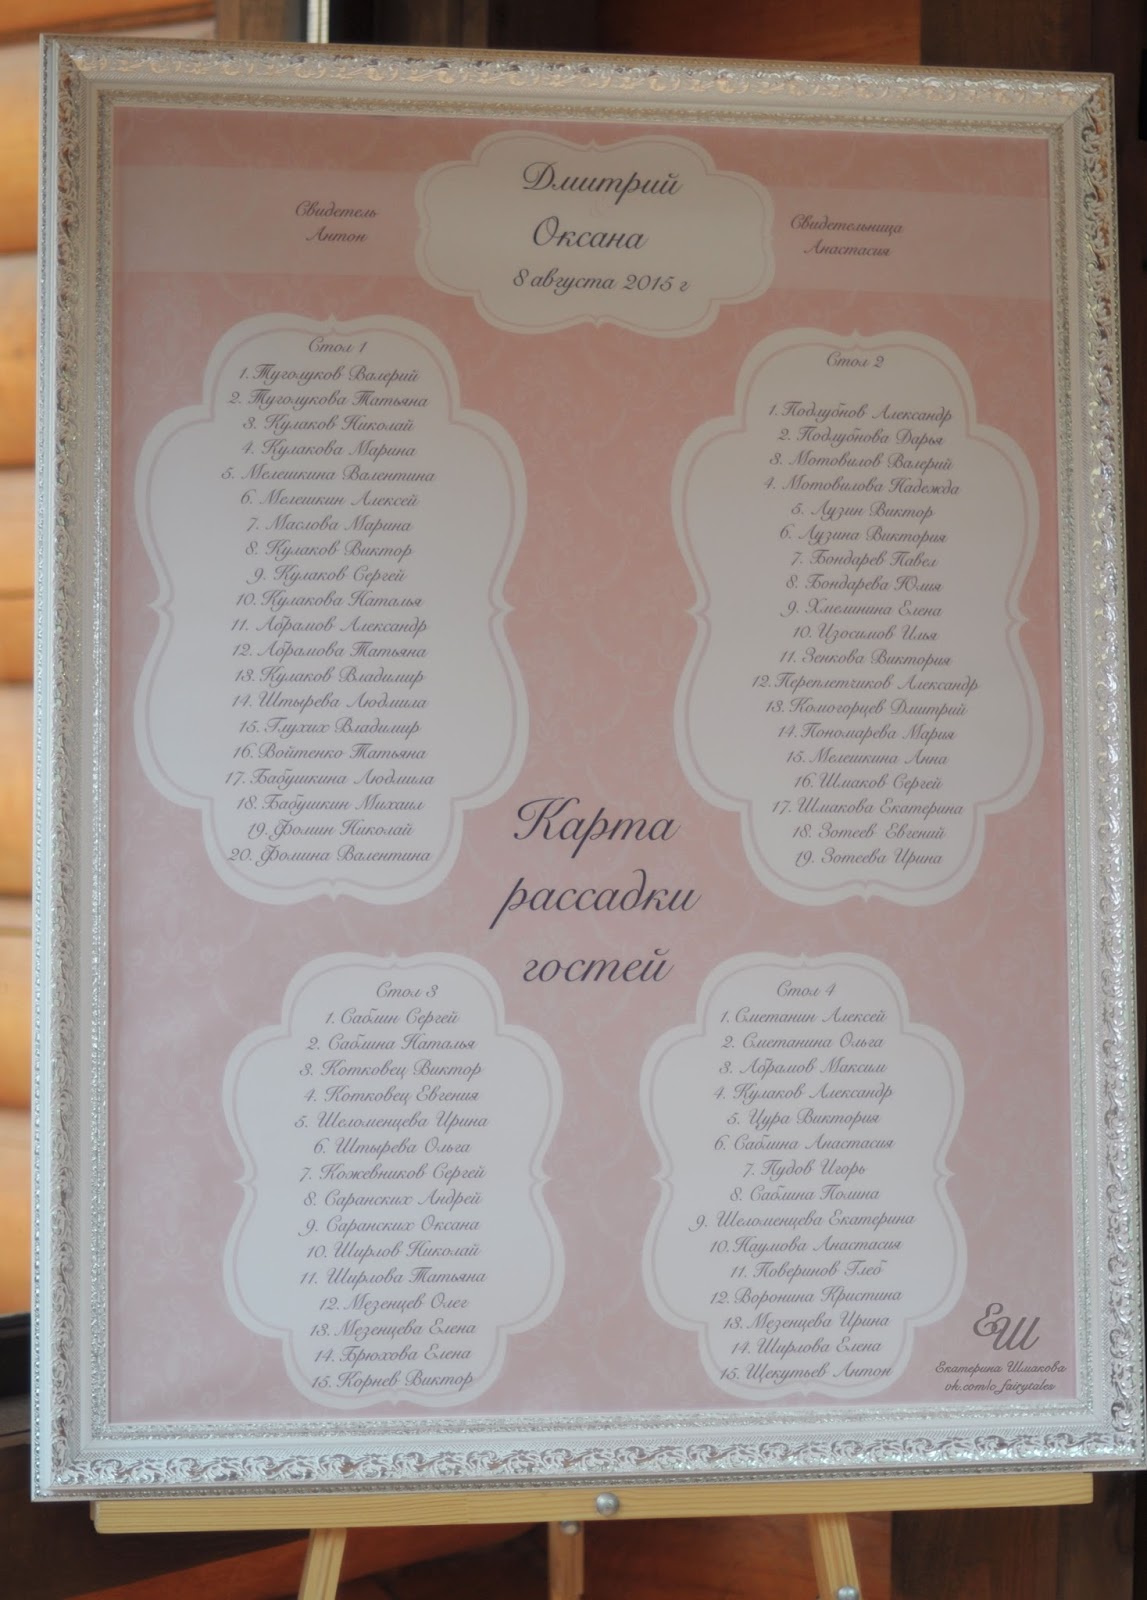 Дмитрий
Оксана
8 августа 2015 г
Свидетель
Антон
Свидетельница
Анастасия
Стол 1
1. Туголуков Валерий
2. Туголукова Татьяна
3. Кулаков Николай
4. Кулакова Марина
5. Мелешкина Валентина
6. Мелешкин Алексей
7. Маслова Марина
8. Кулаков Виктор
9. Кулаков Сергей
10. Кулакова Наталья
11. Абрамов Александр
12. Абрамова Татьяна
13. Кулаков Владимир
14. Штырева Людмила
15. Глухих Владимир
16. Войтенко Татьяна
17. Бабушкина Людмила
18. Бабушкин Михаил
19. Фомин Николай
20. Фомина Валентина
Стол 2
1. Подлубнов Александр
2. Подлубнова Дарья
3. Мотовилов Валерий
4. Мотовилова Надежда
5. Лузин Виктор
6. Лузина Виктория
7. Бондарев Павел
8. Бондарева Юлия
9. Хмелинина Елена
10. Изосимов Илья
11. Зенкова Виктория
12. Переплетчиков Александр
13. Комогорцев Дмитрий
14. Пономарева Мария
15. Мелешкина Анна
16. Шмаков Сергей
17. Шмакова Екатерина
18. Зотеев Евгений
19. Зотеева Ирина
Карта
рассадки
гостей
Стол 3
1. Саблин Сергей
2. Саблина Наталья
3. Котковец Виктор
4. Котковец Евгения
5. Шеломенцева Ирина
6. Штырева Ольга
7. Кожевников Сергей
8. Саранских Андрей
9. Саранских Оксана
10. Ширлов Николай
11. Ширлова Татьяна
12. Мезенцев Олег
13. Мезенцева Елена
14. Брюхова Елена
15. Корнев Виктор
Стол 4
1. Сметанин Алексей
2. Сметанина Ольга
3. Абрамов Максим
4. Кулаков Александр
5. Цура Виктория
6. Саблина Анастасия
7. Пудов Игорь
8. Саблина Полина
9. Шеломенцева Екатерина
10. Наумова Анастасия
11. Поверинов Глеб
12. Воронина Кристина
13. Мезенцева Ирина
14. Ширлова Елена
15. Щекутьев Антон
ЕШ
Екатерина Шмакова
ok.com/o_fairytales